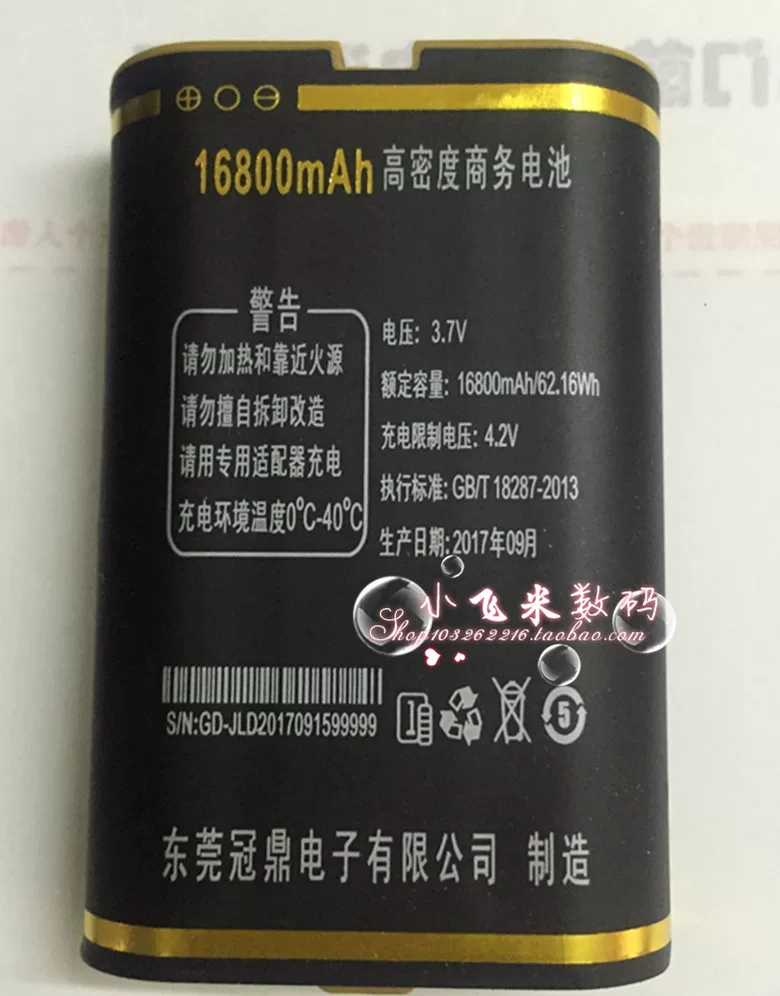 16800mAh 高密度商务电池
警告
请勿加热和靠近火源
请勿擅自拆卸改造
请用专用适配器充电
充电环境温度0°C-40°C
电压: 3.7V
额定容量: 16800mAh/62.16Wh
充电限制电压: 4.2V
执行标准: GB/T 18287-2013
生产日期: 2017年09月
小飞米数码
Shop103262216.taobao.com
S/N:GD-JLD2017091599999
5
东莞冠鼎电子有限公司 制造